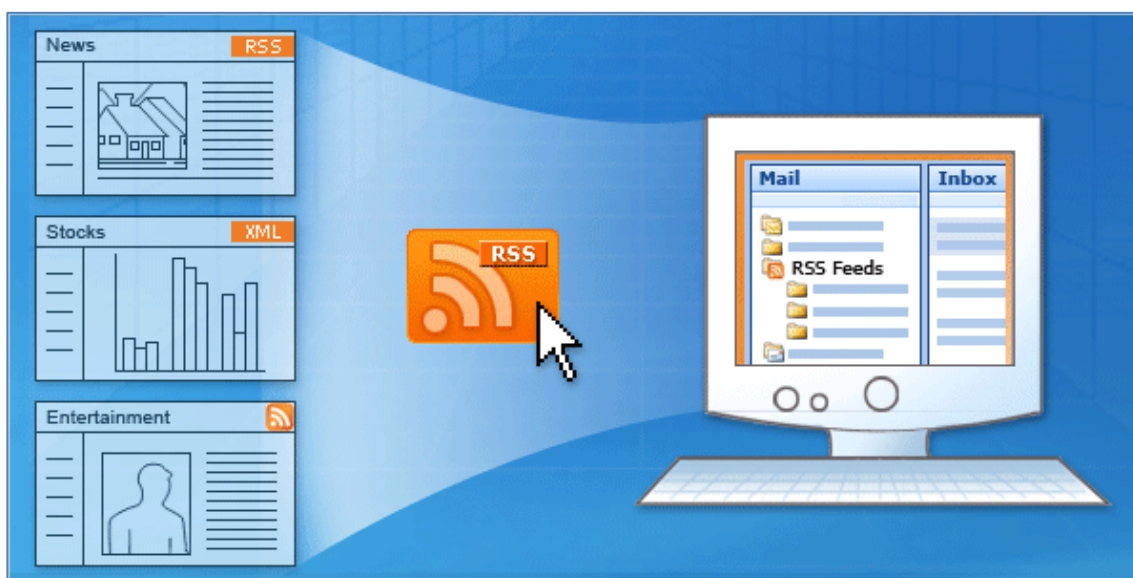 News
RSS
Stocks
XML
Entertainment
RSS
Mail
Inbox
RSS Feeds